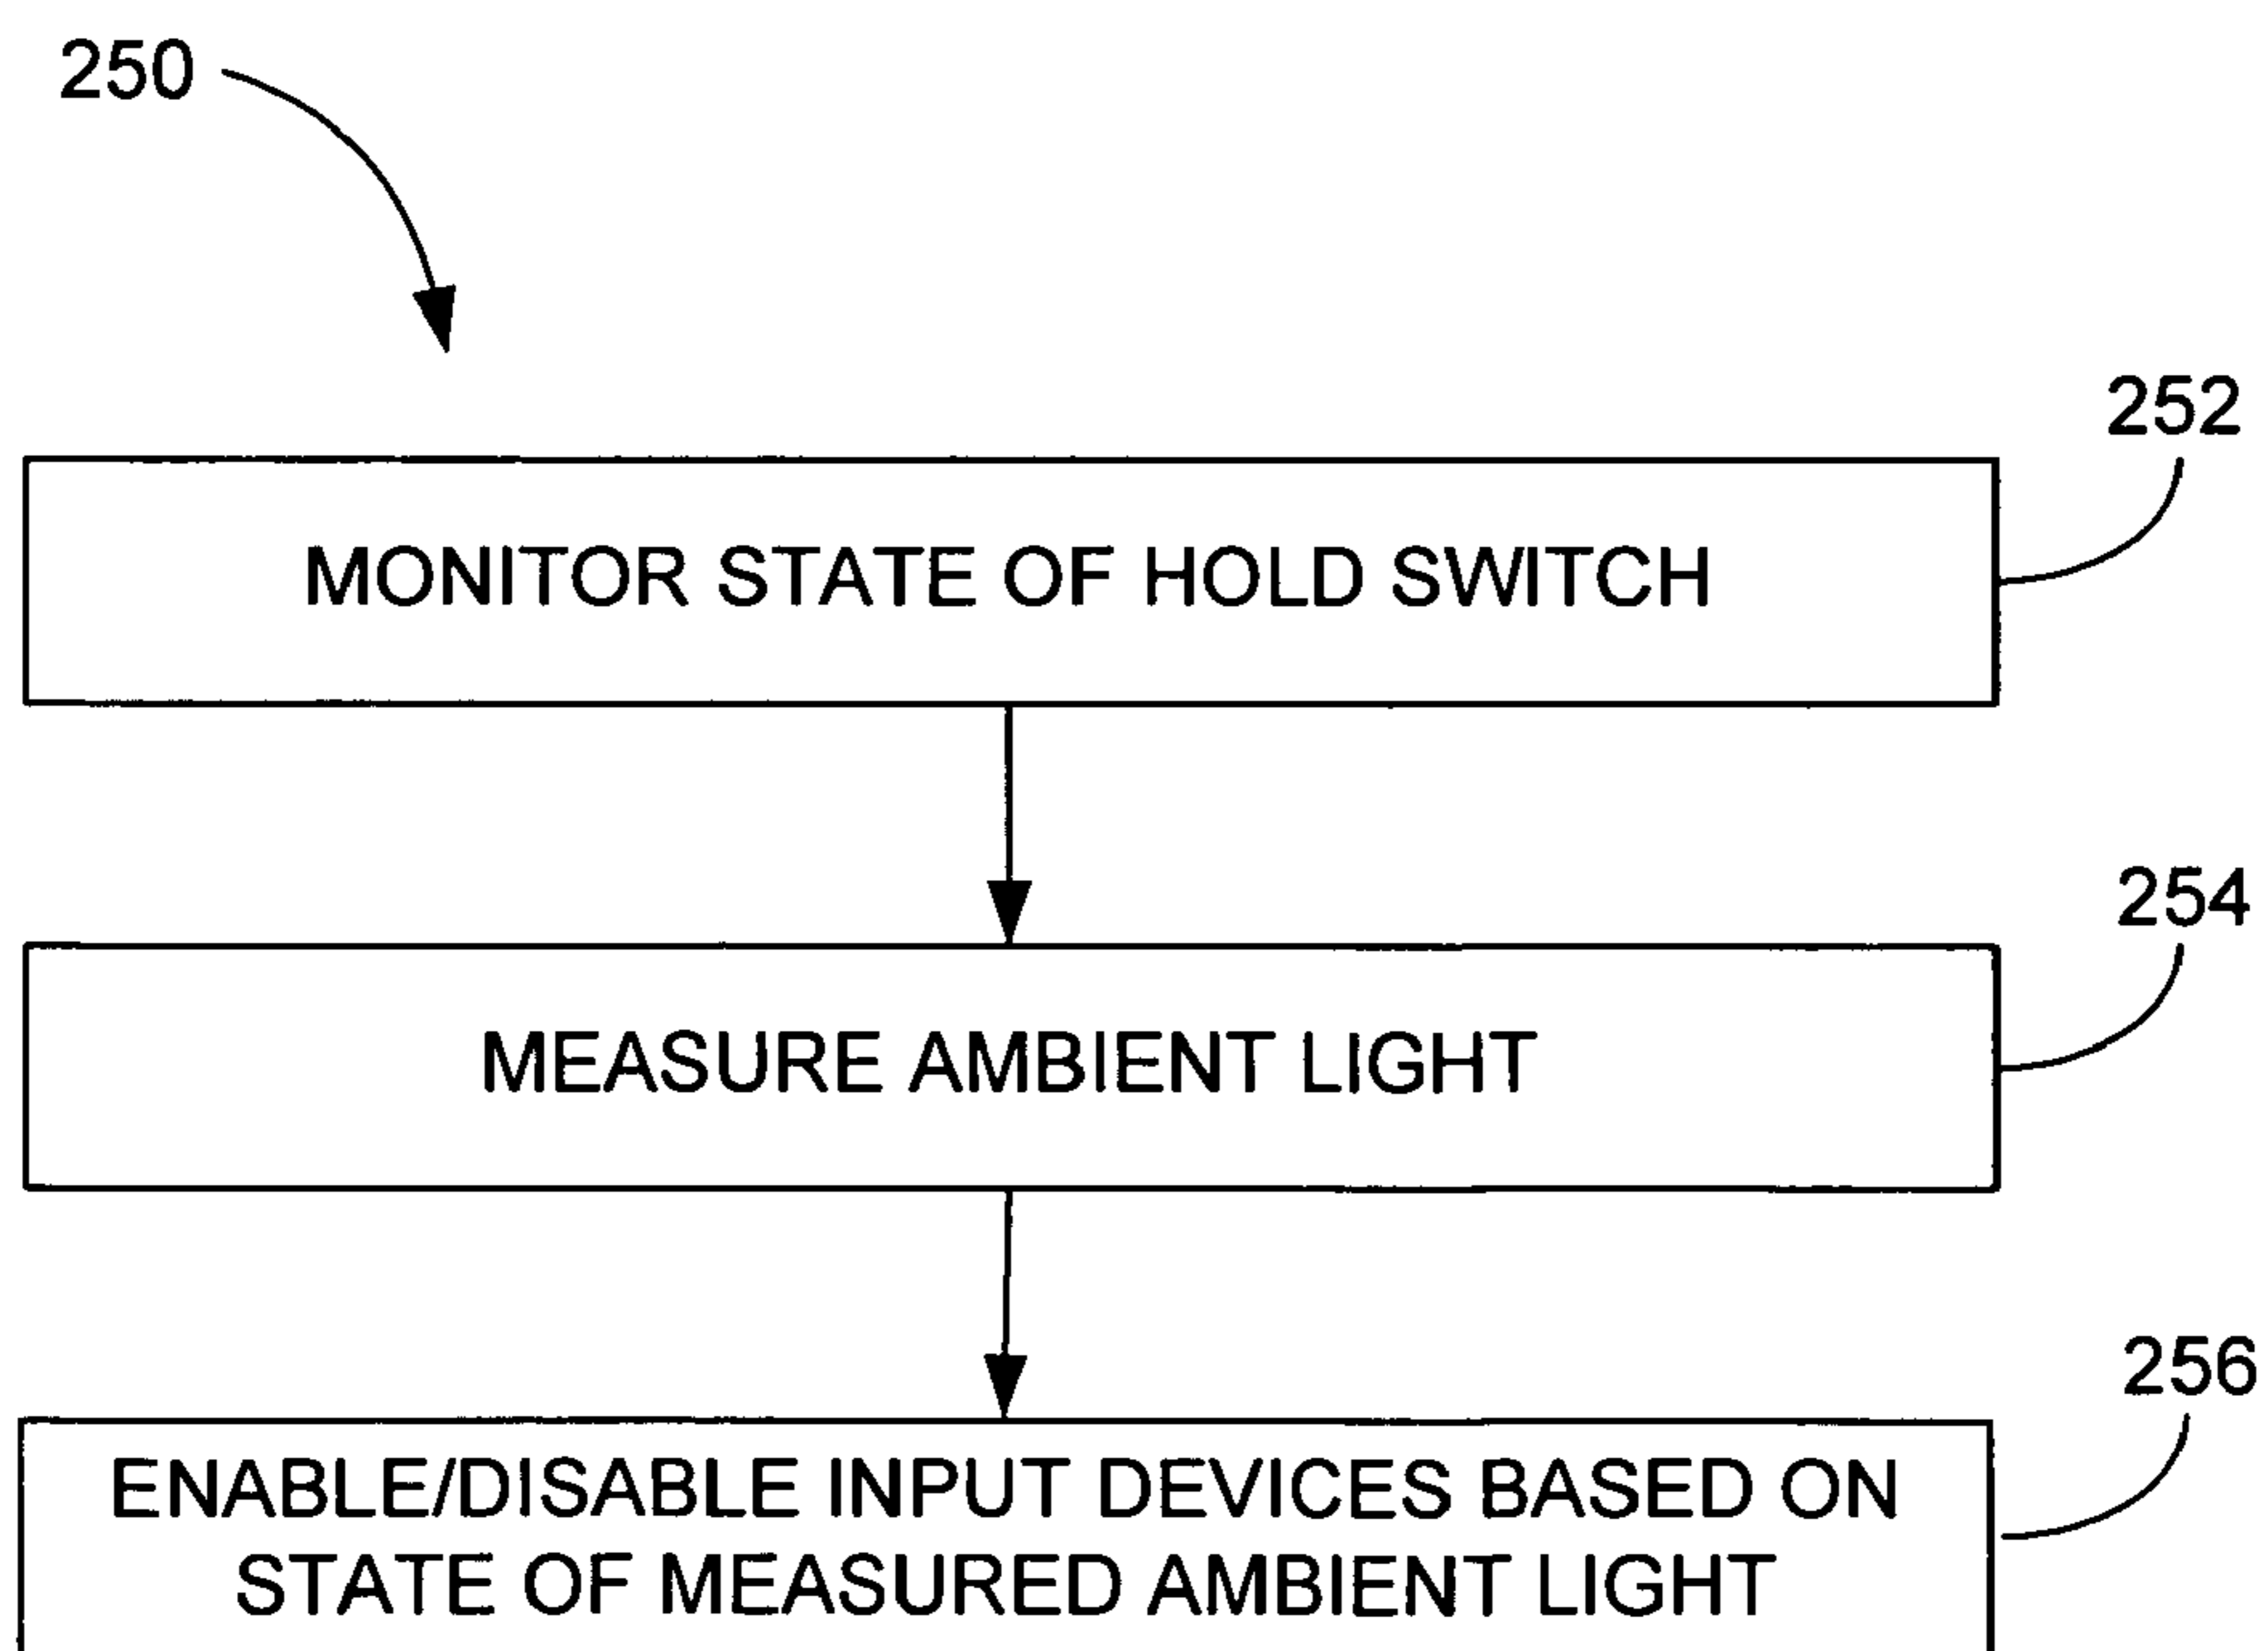 250
252
MONITOR STATE OF HOLD SWITCH
254
MEASURE AMBIENT LIGHT
256
ENABLE/DISABLE INPUT DEVICES BASED ON
STATE OF MEASURED AMBIENT LIGHT